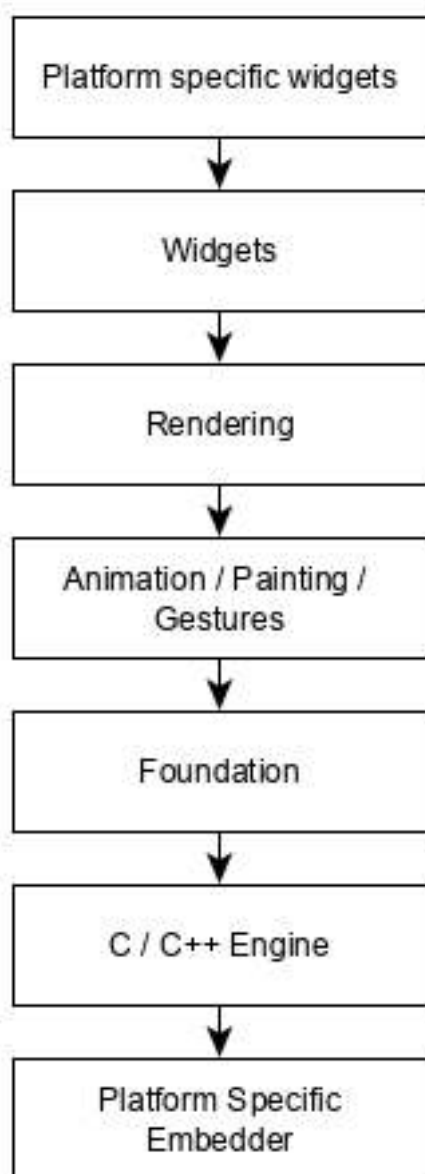 Platform specific widgets
Widgets
Rendering
Animation / Painting /
Gestures
Foundation
C / C++ Engine
Platform Specific
Embedder